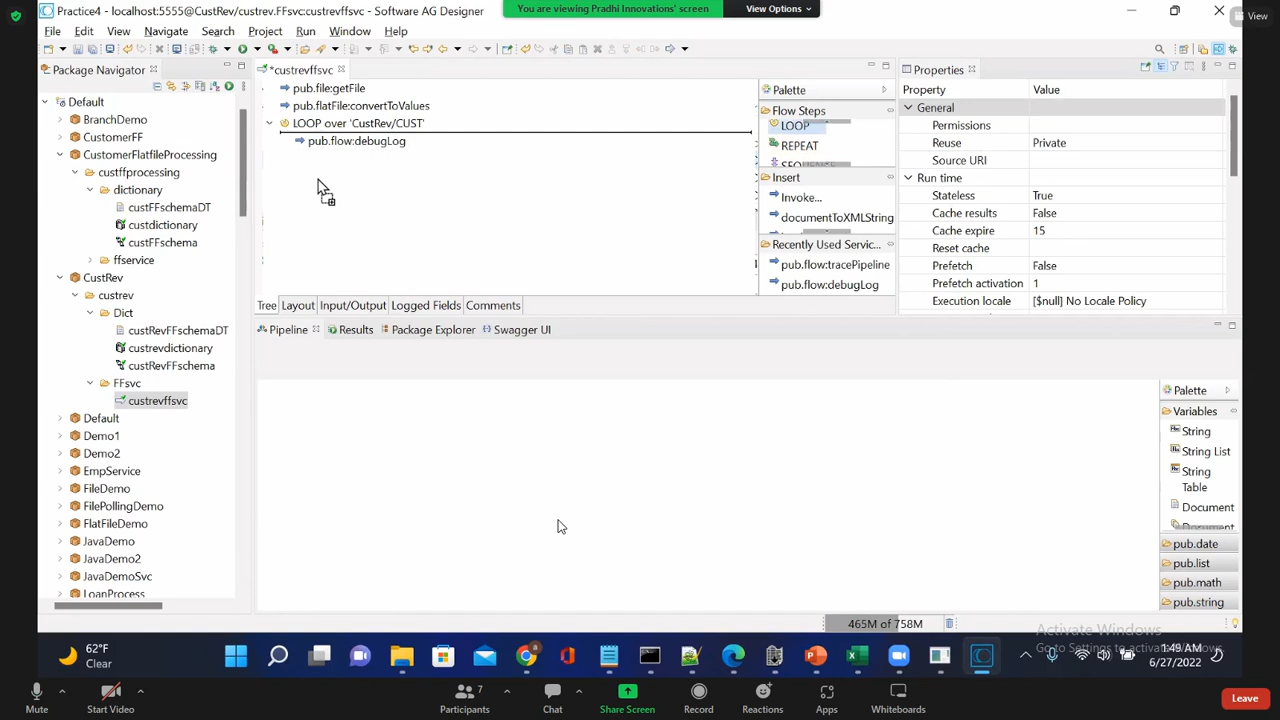 Practice4 - localhost:5555@CustRev/custrev.FFsvc:custrevffsvc - Software AG Designer
You are viewing Pradhi Innovations' screen
View Options
View
File Edit View Navigate Search Project Run Window Help
Package Navigator
*custrevffsvc
Properties
Default
BranchDemo
CustomerFF
CustomerFlatfileProcessing
custffprocessing
dictionary
custFFschemaDT
custdictionary
custFFschema
ffservice
CustRev
custrev
Dict
custRevFFschemaDT
custrevdictionary
custRevFFschema
FFsvc
custrevffsvc
Default
Demo1
Demo2
EmpService
FileDemo
FilePollingDemo
FlatFileDemo
JavaDemo
JavaDemo2
JavaDemoSvc
LoanProcess
pub.file:getFile
pub.flatFile:convertToValues
LOOP over 'CustRev/CUST'
pub.flow:debugLog
Tree Layout Input/Output Logged Fields Comments
Palette
Flow Steps
LOOP
REPEAT
Insert
Invoke...
documentToXMLString
Recently Used Servic...
pub.flow:tracePipeline
pub.flow:debugLog
Property Value
General
Permissions
Reuse Private
Source URI
Run time
Stateless True
Cache results False
Cache expire 15
Reset cache
Prefetch False
Prefetch activation 1
Execution locale [$null] No Locale Policy
Pipeline Results Package Explorer Swagger UI
Palette
Variables
String
String List
String
Table
Document
pub.date
pub.list
pub.math
pub.string
465M of 758M
Activate Windows
Go to Settings to activate Windows.
62°F
Clear
1:49 AM
6/27/2022
Mute
Start Video
7
Participants
Chat
Share Screen
Record
Reactions
Apps
Whiteboards
Leave